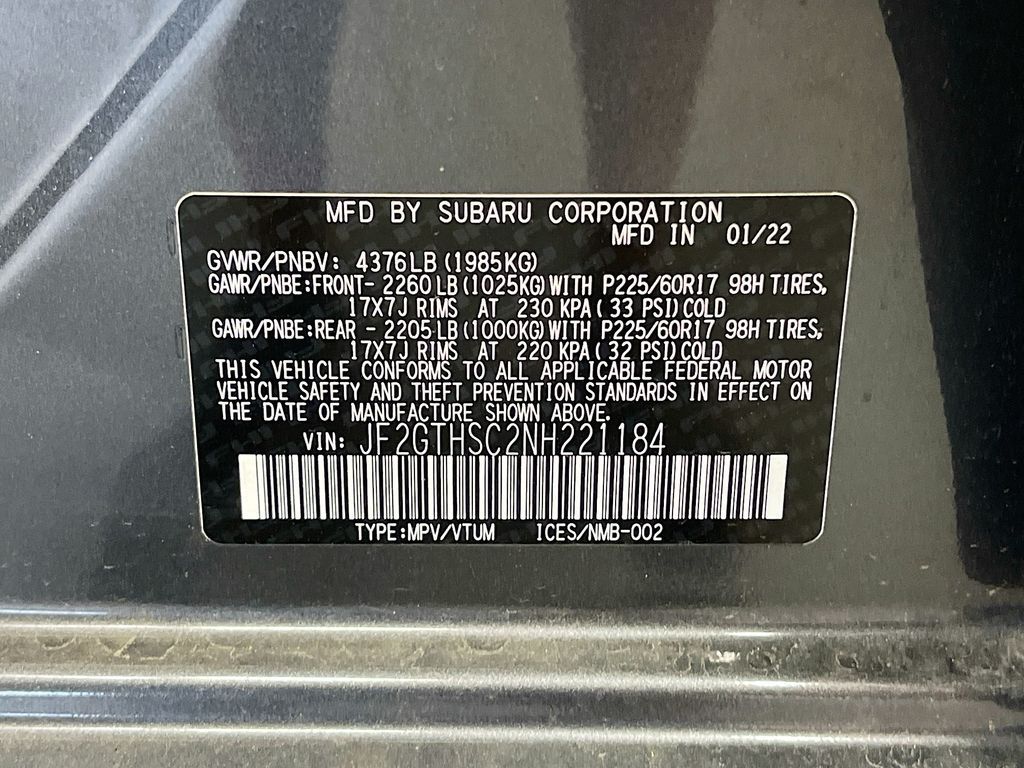 MFD BY SUBARU CORPORATION
MFD IN 01/22
GVWR/PNBV: 4376LB (1985KG)
GAWR/PNBE:FRONT- 2260 LB (1025KG) WITH P225/60R17 98H TIRES,
17X7J RIMS AT 230 KPA ( 33 PSI) COLD
GAWR/PNBE:REAR - 2205 LB (1000KG) WITH P225/60R17 98H TIRES,
17X7J RIMS AT 220 KPA ( 32 PSI) COLD
THIS VEHICLE CONFORMS TO ALL APPLICABLE FEDERAL MOTOR
VEHICLE SAFETY AND THEFT PREVENTION STANDARDS IN EFFECT ON
THE DATE OF MANUFACTURE SHOWN ABOVE.
VIN: JF2GTHSC2NH221184
TYPE:MPV/VTUM ICES/NMB-002